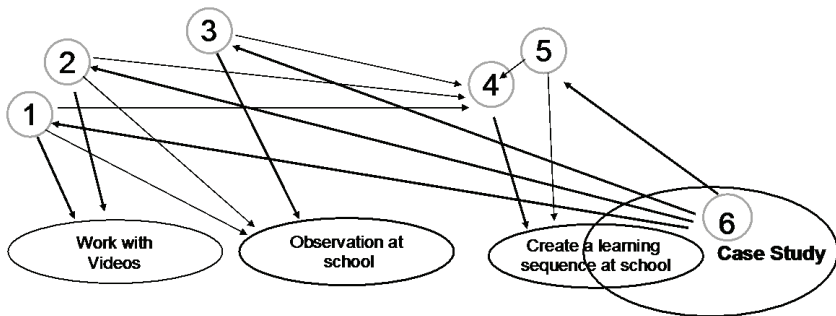 3
5
2
4
1
6
Work with
Videos
Observation at
school
Create a learning
sequence at school
Case Study